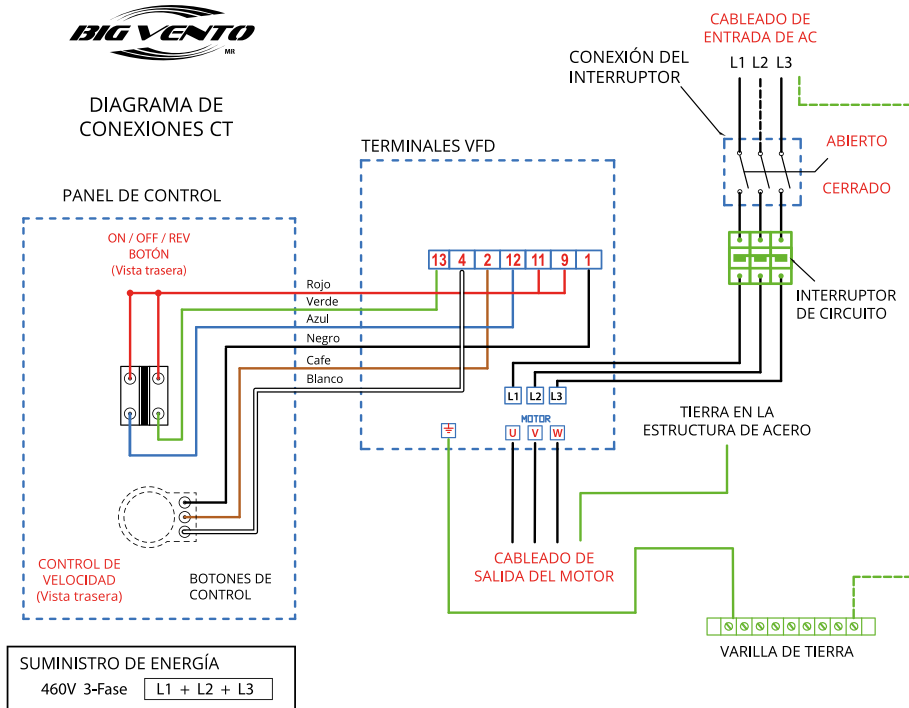 BIG VENTO
MR
DIAGRAMA DE
CONEXIONES CT
CABLEADO DE
ENTRADA DE AC
L1 L2 L3
CONEXIÓN DEL
INTERRUPTOR
ABIERTO
CERRADO
INTERRUPTOR
DE CIRCUITO
TERMINALES VFD
13 4 2 12 11 9 1
PANEL DE CONTROL
ON / OFF / REV
BOTÓN
(Vista trasera)
Rojo
Verde
Azul
Negro
Cafe
Blanco
L1 L2 L3
MOTOR
U V W
TIERRA EN LA
ESTRUCTURA DE ACERO
CABLEADO DE
SALIDA DEL MOTOR
CONTROL DE
VELOCIDAD
(Vista trasera)
BOTONES DE
CONTROL
VARILLA DE TIERRA
SUMINISTRO DE ENERGÍA
460V 3-Fase L1 + L2 + L3